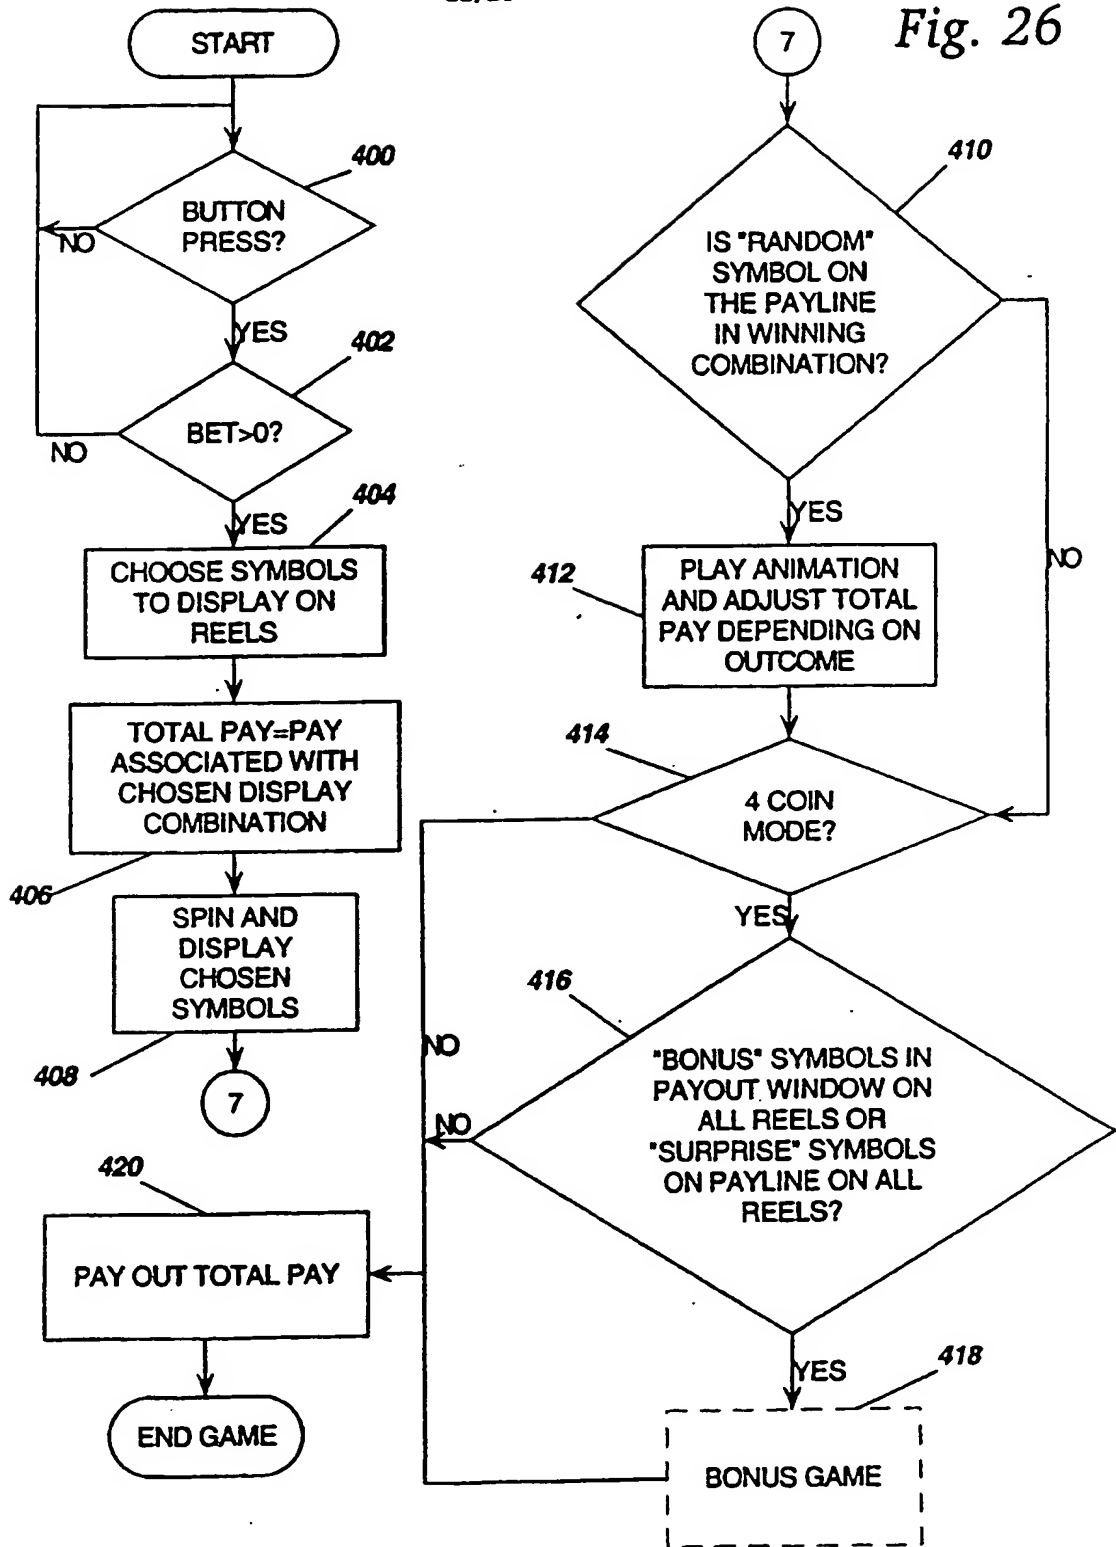 Fig. 26
START
400
BUTTON
PRESS?
NO
YES
402
BET>0?
NO
YES
404
CHOOSE SYMBOLS
TO DISPLAY ON
REELS
TOTAL PAY=PAY
ASSOCIATED WITH
CHOSEN DISPLAY
COMBINATION
406
SPIN AND
DISPLAY
CHOSEN
SYMBOLS
408
7
420
PAY OUT TOTAL PAY
END GAME
7
410
IS "RANDOM"
SYMBOL ON
THE PAYLINE
IN WINNING
COMBINATION?
YES
NO
412
PLAY ANIMATION
AND ADJUST TOTAL
PAY DEPENDING ON
OUTCOME
414
4 COIN
MODE?
YES
NO
416
"BONUS" SYMBOLS IN
PAYOUT WINDOW ON
ALL REELS OR
"SURPRISE" SYMBOLS
ON PAYLINE ON ALL
REELS?
NO
YES
418
BONUS GAME